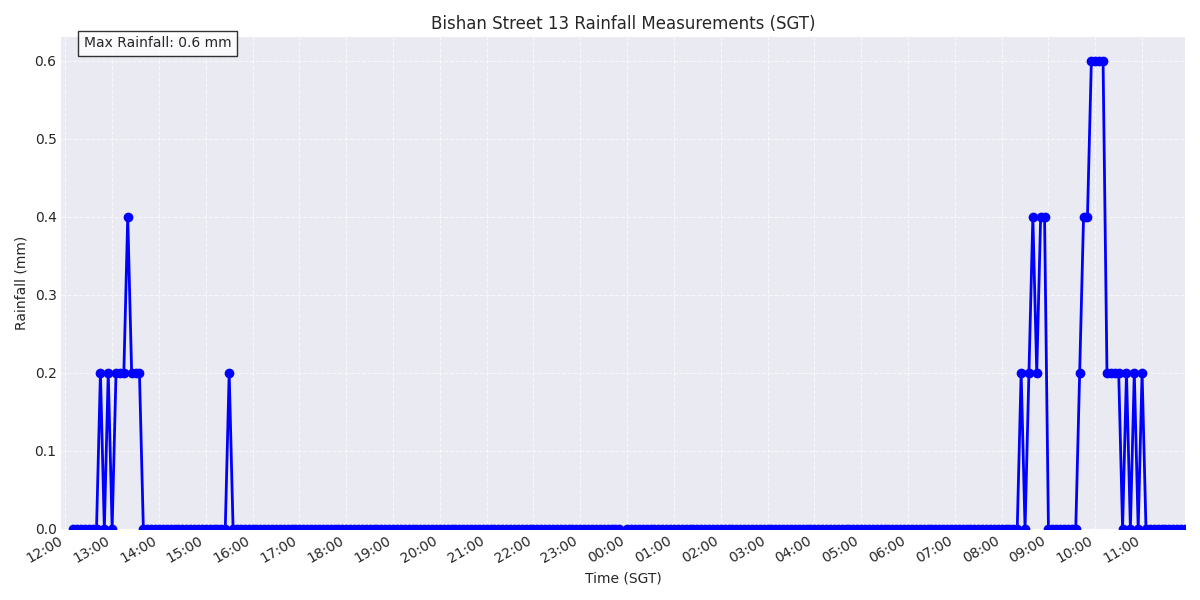 Bishan Street 13 Rainfall Measurements (SGT)
Max Rainfall: 0.6 mm
Rainfall (mm)
0.6
0.5
0.4
0.3
0.2
0.1
0.0
12:00 13:00 14:00 15:00 16:00 17:00 18:00 19:00 20:00 21:00 22:00 23:00 00:00 01:00 02:00 03:00 04:00 05:00 06:00 07:00 08:00 09:00 10:00 11:00
Time (SGT)